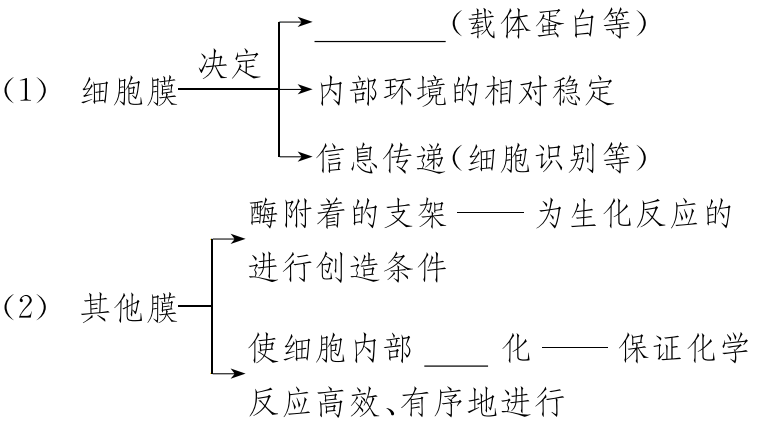 ________(载体蛋白等)
决定
(1) 细胞膜
内部环境的相对稳定
信息传递(细胞识别等)
酶附着的支架 —— 为生化反应的
进行创造条件
(2) 其他膜
使细胞内部 ____ 化 —— 保证化学
反应高效、有序地进行